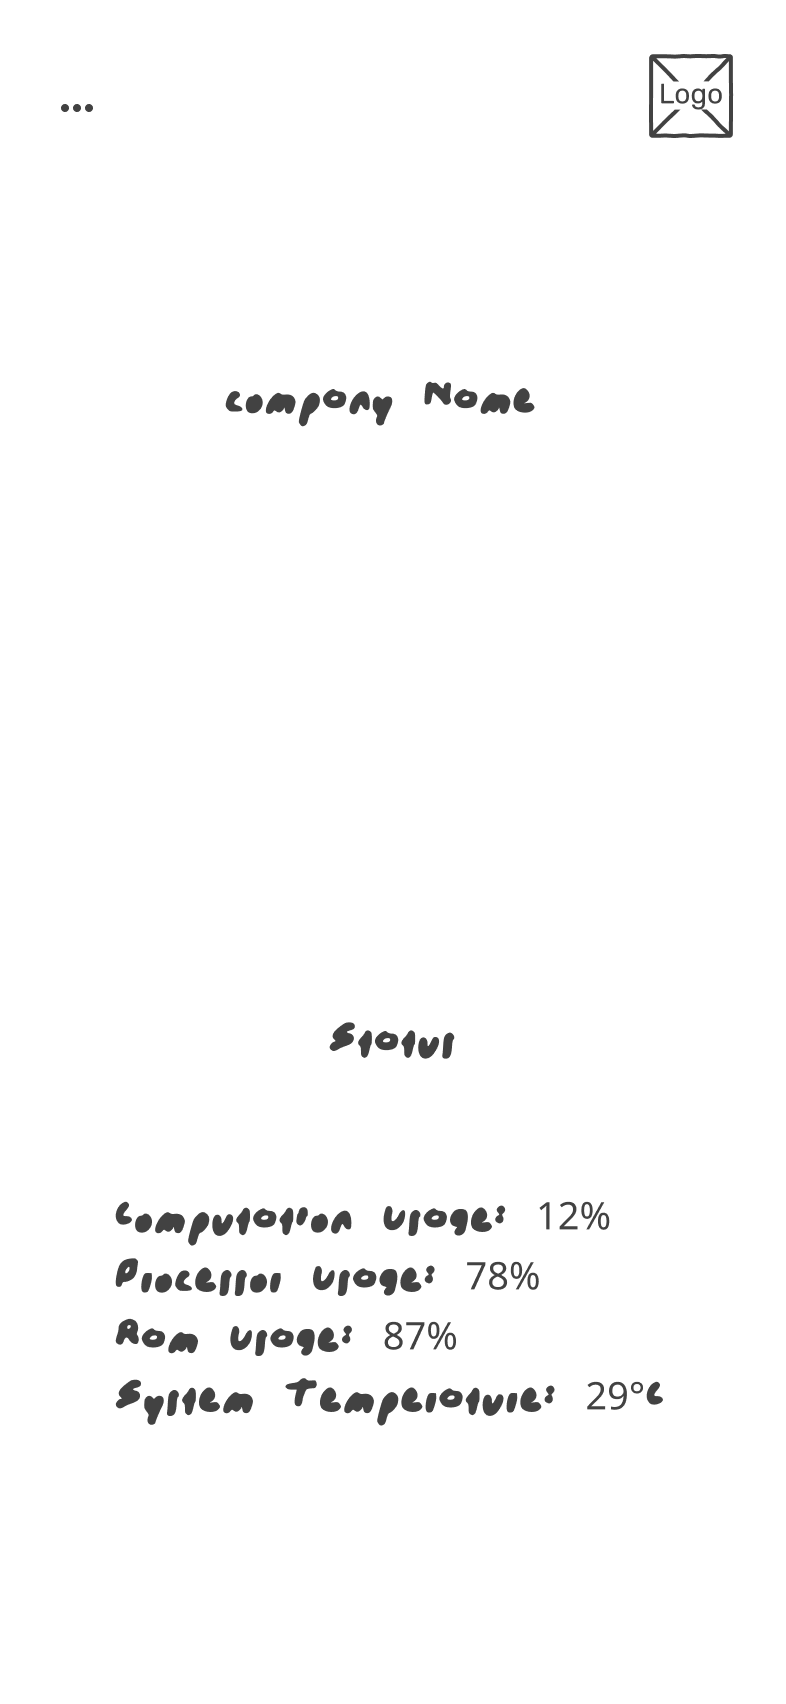 Logo
Company Name
Status
Computation usage: 12%
Processor usage: 78%
Ram usage: 87%
System Temperature: 29°C